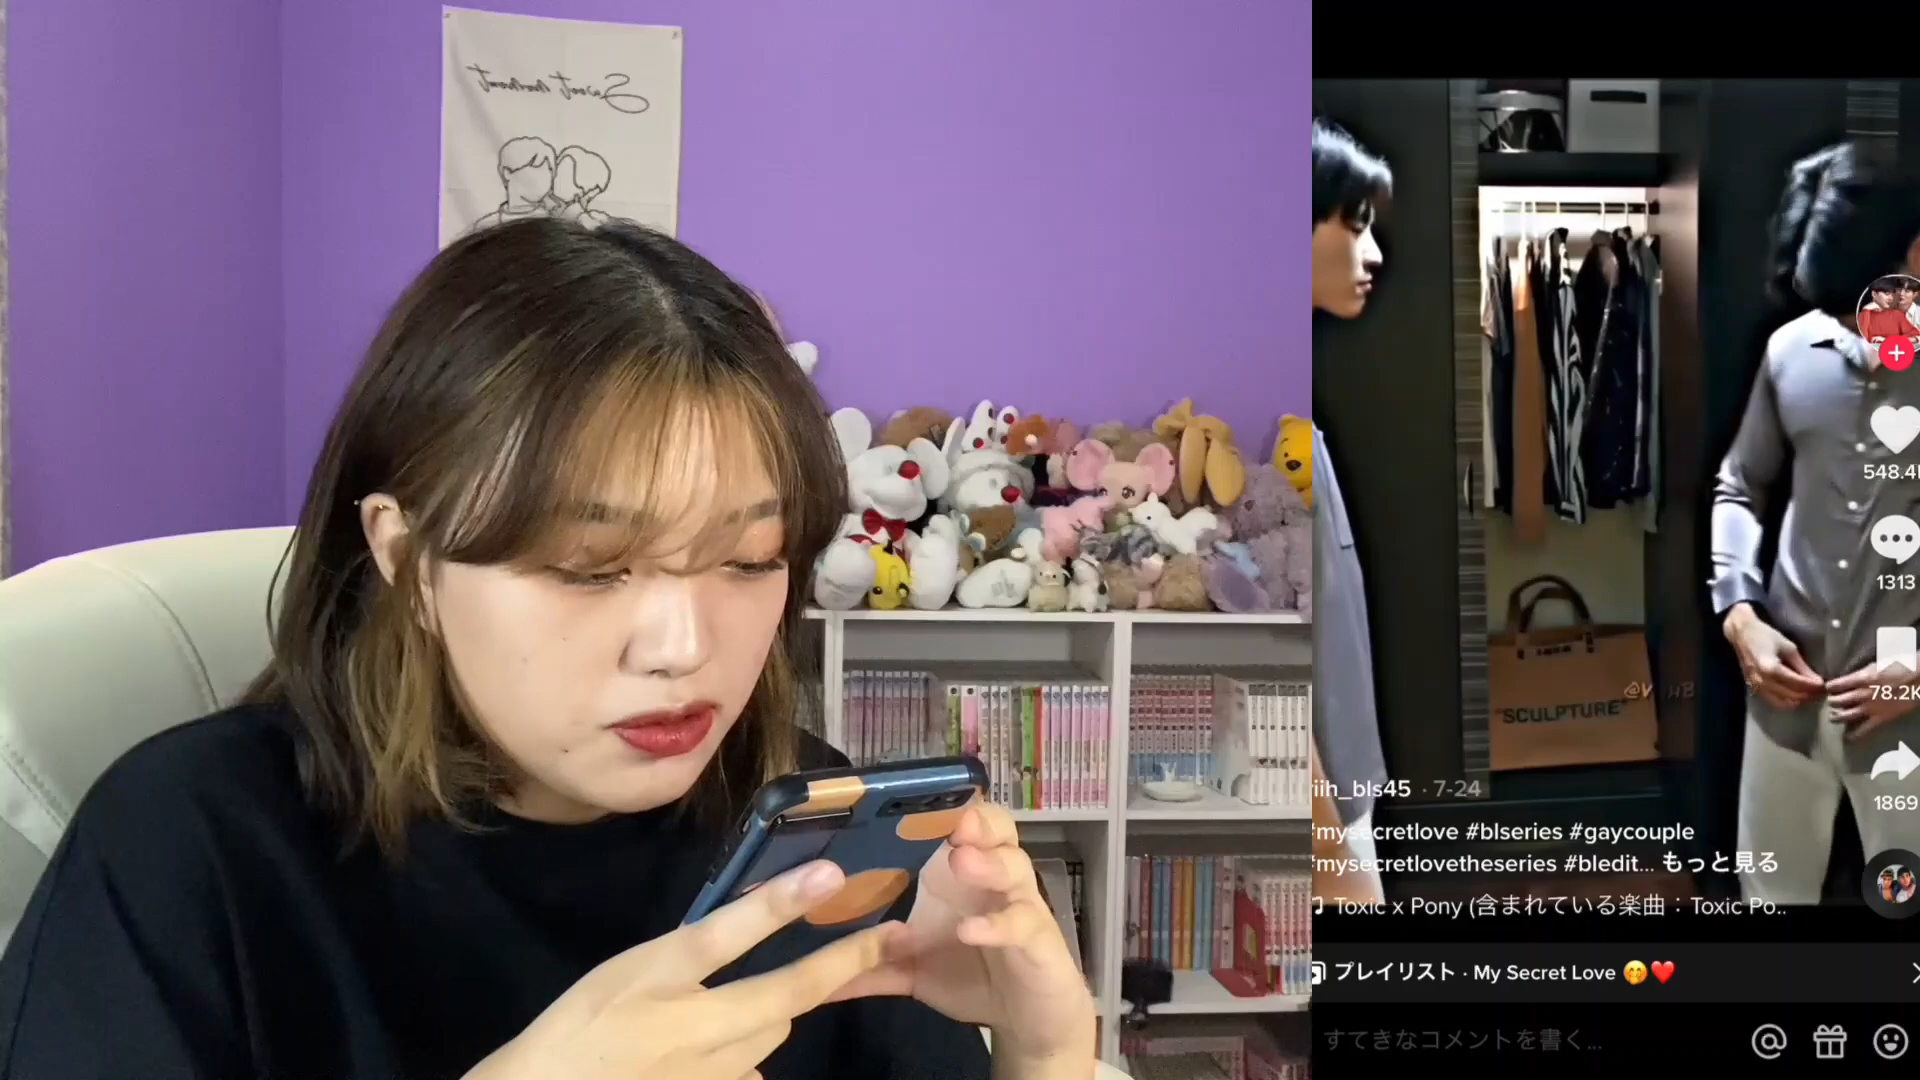 Sweet moment
"SCULPTURE"
548.4
1313
78.2K
1869
iih_bls45 · 7-24
#mysecretlove #blseries #gaycouple
#mysecretlovetheseries #bledit... もっと見る
Toxic x Pony (含まれている楽曲：Toxic Po..
プレイリスト · My Secret Love 🤭❤️
すてきなコメントを書く...